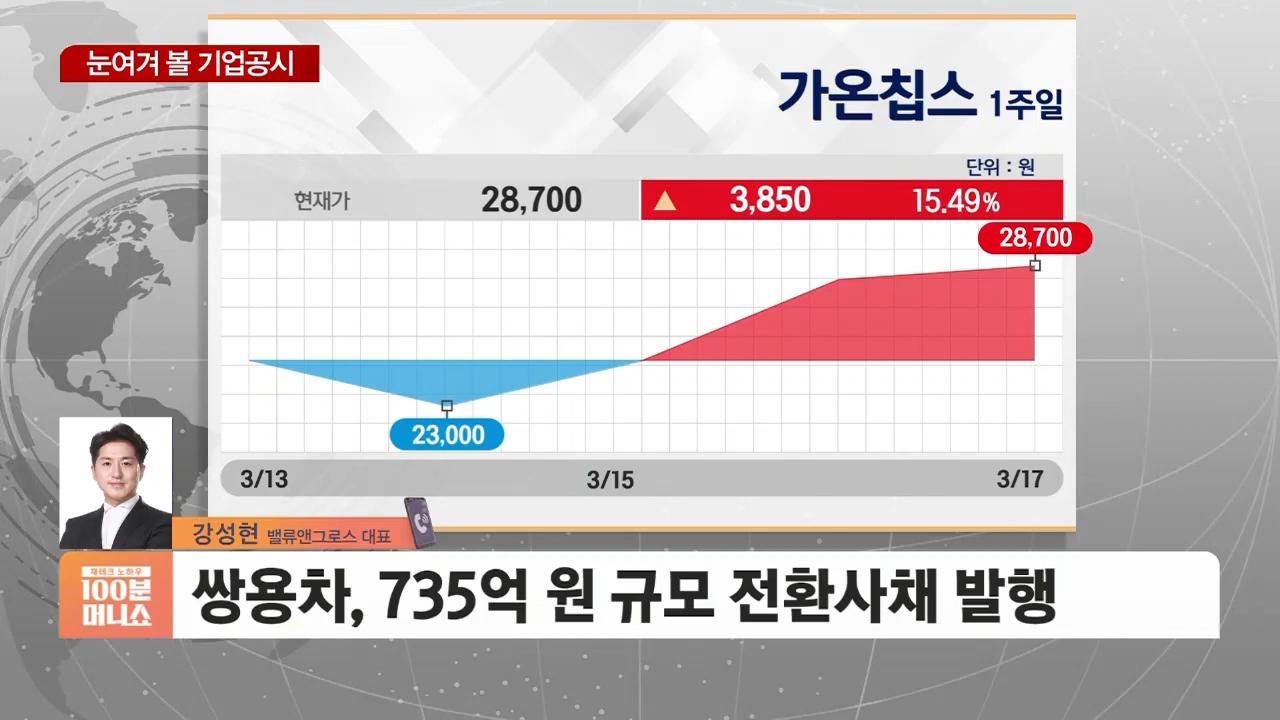 눈여겨 볼 기업공시
가온칩스 1주일
단위 : 원
현재가 28,700 ▲ 3,850 15.49%
28,700
23,000
3/13 3/15 3/17
강성현 밸류앤그로스 대표
재테크 노하우
100분
머니쇼
쌍용차, 735억 원 규모 전환사채 발행